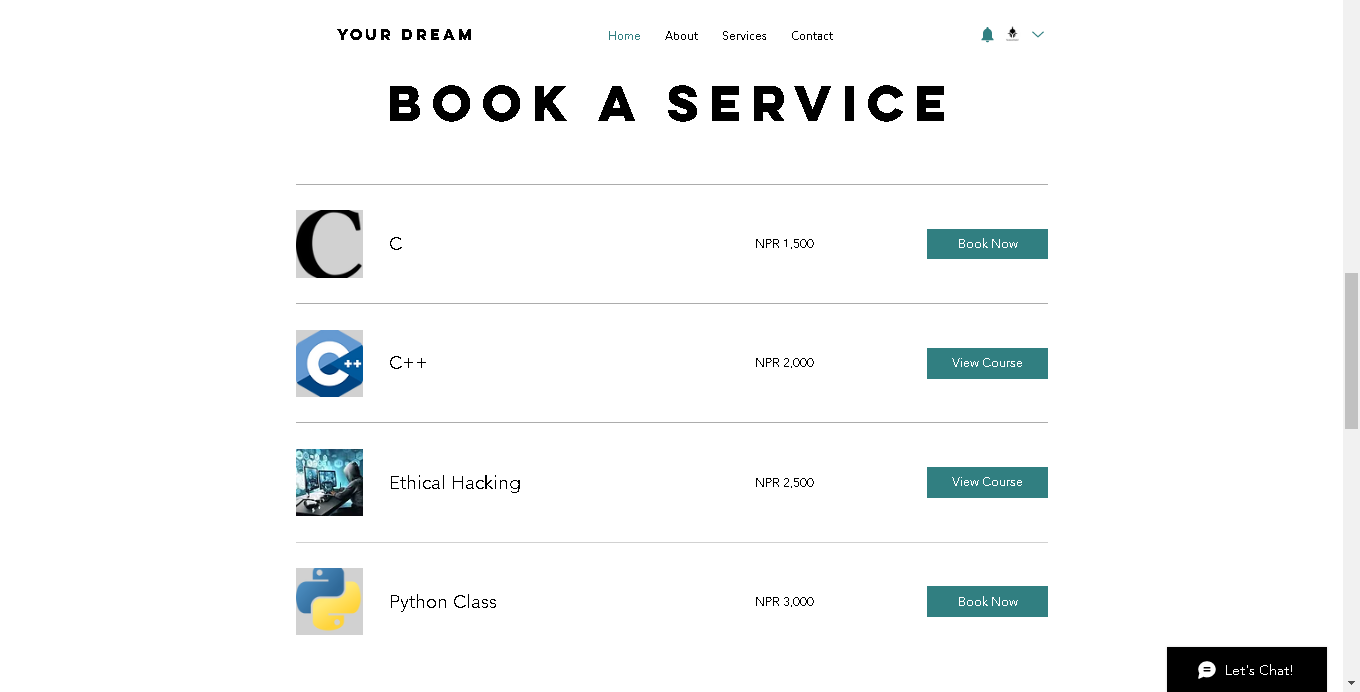 YOUR DREAM
Home About Services Contact
BOOK A SERVICE
C
C NPR 1,500 Book Now
C++
C++ NPR 2,000 View Course
Ethical Hacking NPR 2,500 View Course
Python Class NPR 3,000 Book Now
Let's Chat!